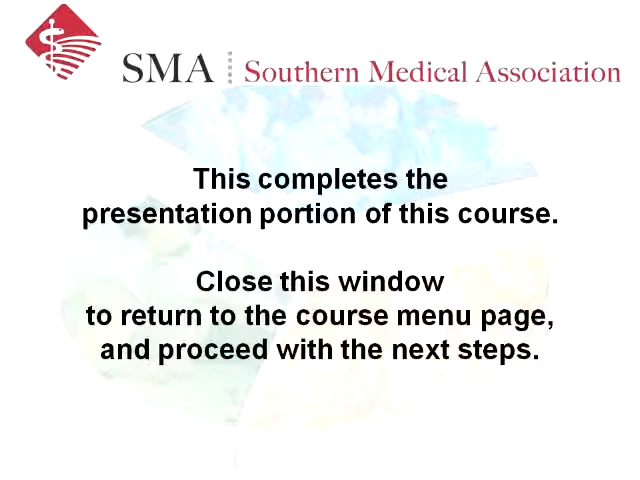 SMA Southern Medical Association
This completes the
presentation portion of this course.
Close this window
to return to the course menu page,
and proceed with the next steps.